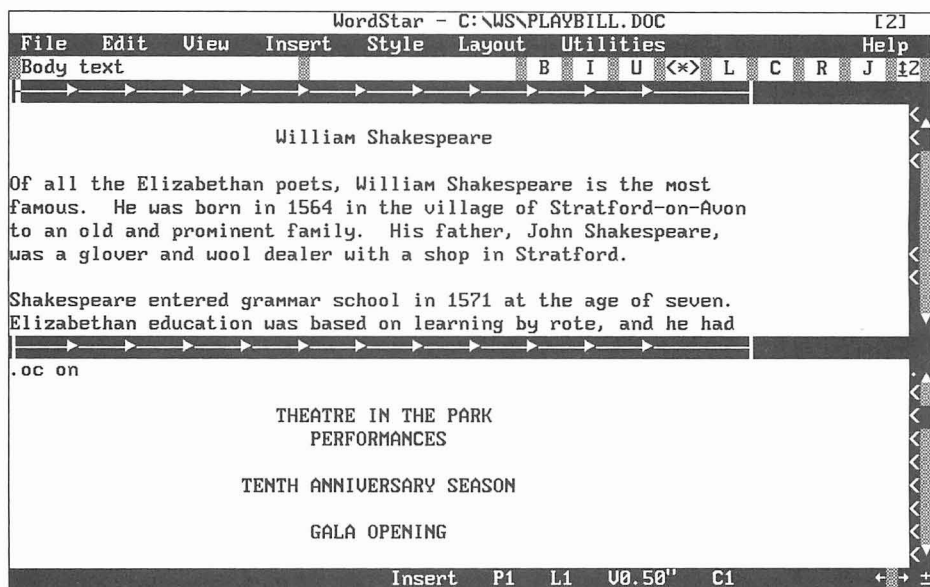 WordStar - C:\WS\PLAYBILL.DOC [2]
File Edit View Insert Style Layout Utilities Help
Body text B I U <*> L C R J ↕2
William Shakespeare
Of all the Elizabethan poets, William Shakespeare is the most
famous. He was born in 1564 in the village of Stratford-on-Avon
to an old and prominent family. His father, John Shakespeare,
was a glover and wool dealer with a shop in Stratford.
Shakespeare entered grammar school in 1571 at the age of seven.
Elizabethan education was based on learning by rote, and he had
.oc on
THEATRE IN THE PARK
PERFORMANCES
TENTH ANNIVERSARY SEASON
GALA OPENING
Insert P1 L1 V0.50" C1